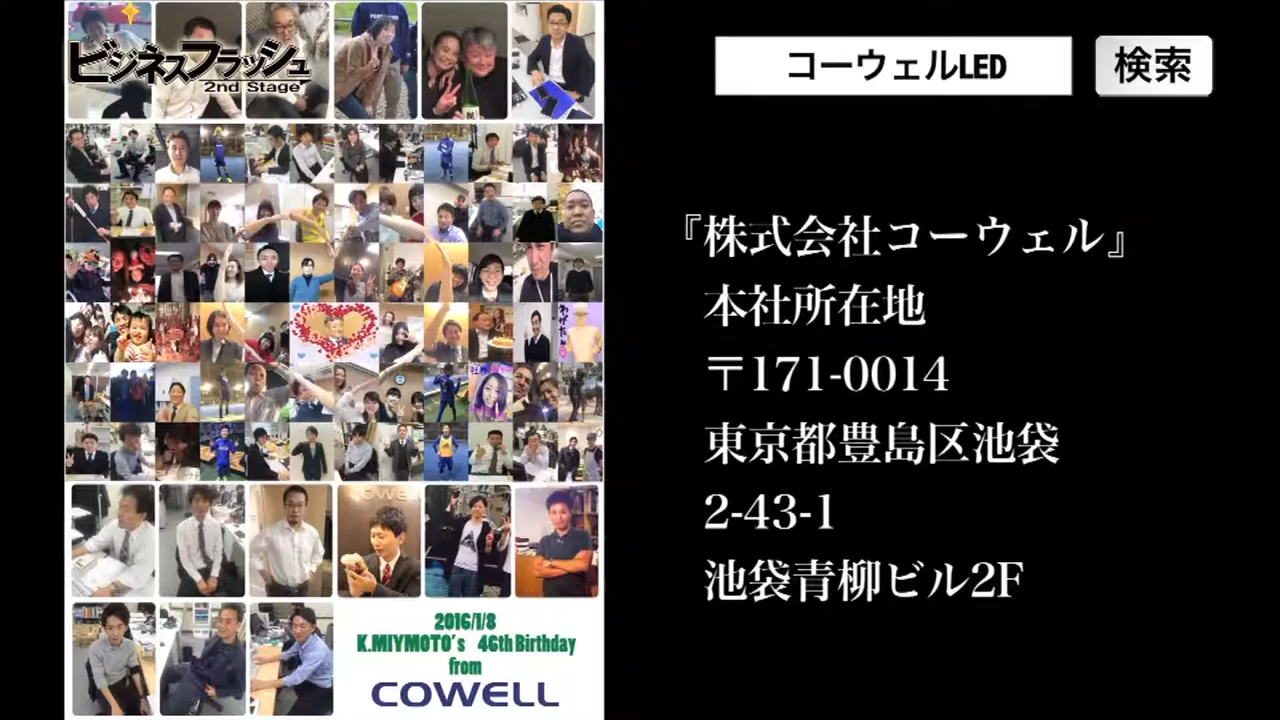 ビジネスフラッシュ
2nd Stage
2016/1/8
K.MIYMOTO's 46th Birthday
from
COWELL
コーウェルLED
検索
『株式会社コーウェル』
本社所在地
〒171-0014
東京都豊島区池袋
2-43-1
池袋青柳ビル2F